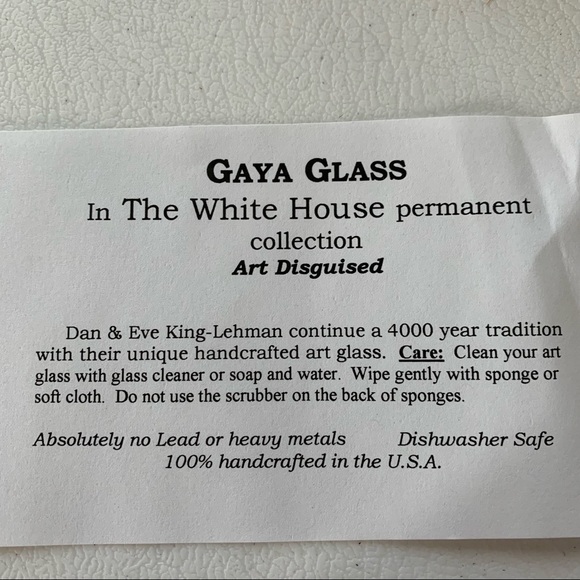 GAYA GLASS
In The White House permanent
collection
Art Disguised
Dan & Eve King-Lehman continue a 4000 year tradition
with their unique handcrafted art glass. Care: Clean your art
glass with glass cleaner or soap and water. Wipe gently with sponge or
soft cloth. Do not use the scrubber on the back of sponges.
Absolutely no Lead or heavy metals Dishwasher Safe
100% handcrafted in the U.S.A.